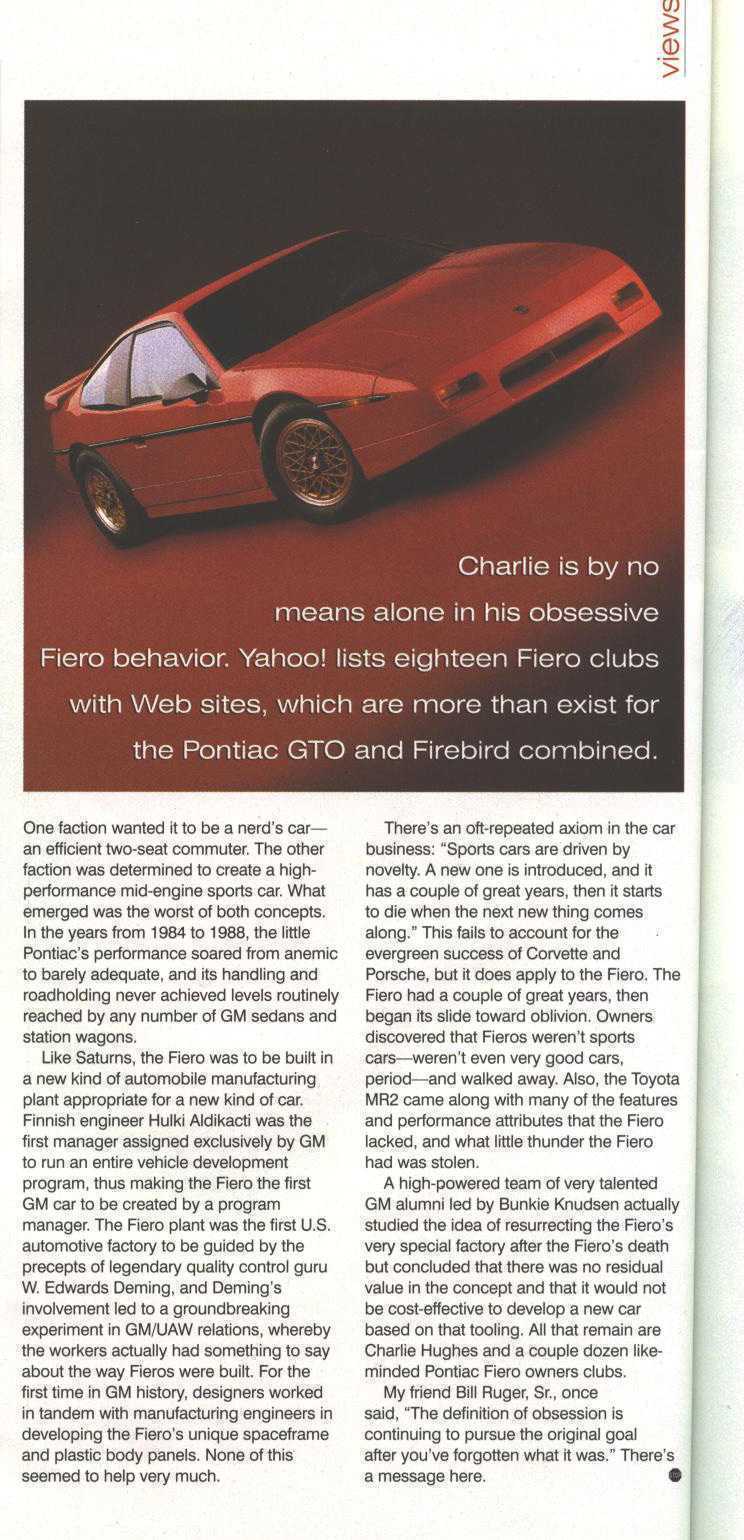 views
Charlie is by no
means alone in his obsessive
Fiero behavior. Yahoo! lists eighteen Fiero clubs
with Web sites, which are more than exist for
the Pontiac GTO and Firebird combined.
One faction wanted it to be a nerd's car—
an efficient two-seat commuter. The other
faction was determined to create a high-
performance mid-engine sports car. What
emerged was the worst of both concepts.
In the years from 1984 to 1988, the little
Pontiac's performance soared from anemic
to barely adequate, and its handling and
roadholding never achieved levels routinely
reached by any number of GM sedans and
station wagons.
Like Saturns, the Fiero was to be built in
a new kind of automobile manufacturing
plant appropriate for a new kind of car.
Finnish engineer Hulki Aldikacti was the
first manager assigned exclusively by GM
to run an entire vehicle development
program, thus making the Fiero the first
GM car to be created by a program
manager. The Fiero plant was the first U.S.
automotive factory to be guided by the
precepts of legendary quality control guru
W. Edwards Deming, and Deming's
involvement led to a groundbreaking
experiment in GM/UAW relations, whereby
the workers actually had something to say
about the way Fieros were built. For the
first time in GM history, designers worked
in tandem with manufacturing engineers in
developing the Fiero's unique spaceframe
and plastic body panels. None of this
seemed to help very much.
There's an oft-repeated axiom in the car
business: "Sports cars are driven by
novelty. A new one is introduced, and it
has a couple of great years, then it starts
to die when the next new thing comes
along." This fails to account for the
evergreen success of Corvette and
Porsche, but it does apply to the Fiero. The
Fiero had a couple of great years, then
began its slide toward oblivion. Owners
discovered that Fieros weren't sports
cars—weren't even very good cars,
period—and walked away. Also, the Toyota
MR2 came along with many of the features
and performance attributes that the Fiero
lacked, and what little thunder the Fiero
had was stolen.
A high-powered team of very talented
GM alumni led by Bunkie Knudsen actually
studied the idea of resurrecting the Fiero's
very special factory after the Fiero's death
but concluded that there was no residual
value in the concept and that it would not
be cost-effective to develop a new car
based on that tooling. All that remain are
Charlie Hughes and a couple dozen like-
minded Pontiac Fiero owners clubs.
My friend Bill Ruger, Sr., once
said, "The definition of obsession is
continuing to pursue the original goal
after you've forgotten what it was." There's
a message here.